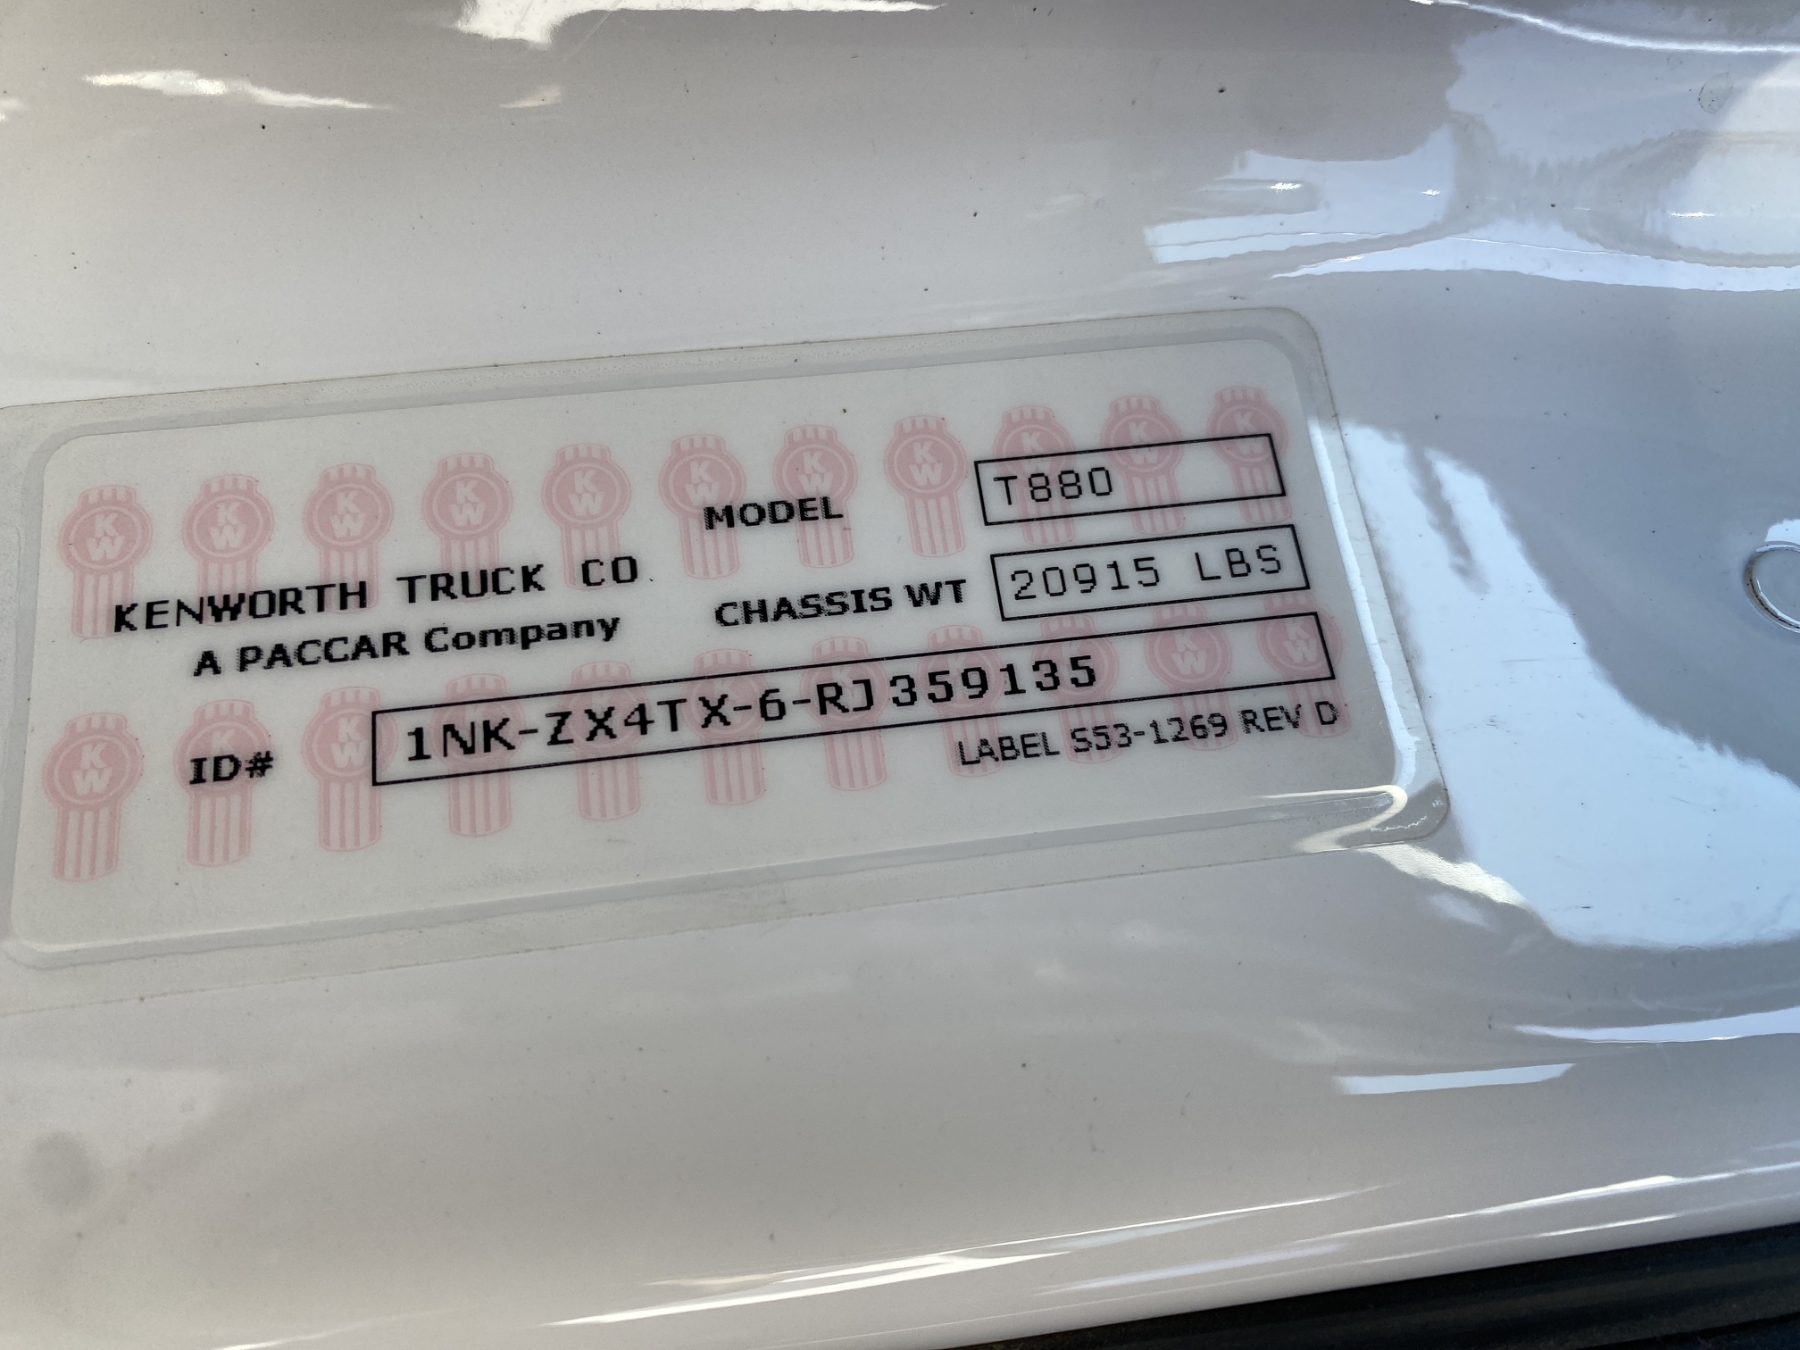 MODEL T880
KENWORTH TRUCK CO.
CHASSIS WT 20915 LBS
A PACCAR Company
ID# 1NK-ZX4TX-6-RJ359135
LABEL S53-1269 REV D